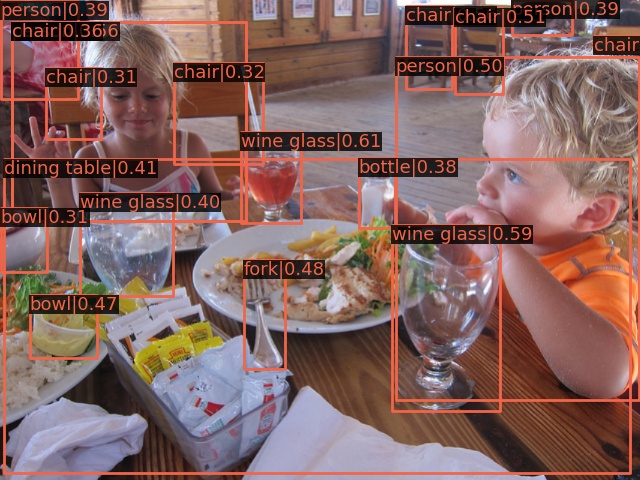 person|0.39
chair|0.36
chair|0.31
chair|0.32
chair
chair|0.51
person|0.39
chair
person|0.50
wine glass|0.61
dining table|0.41
bottle|0.38
wine glass|0.40
bowl|0.31
wine glass|0.59
fork|0.48
bowl|0.47